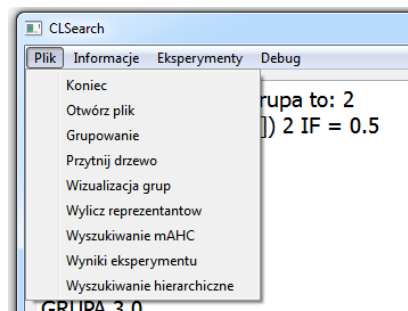 CLSearch
Plik Informacje Eksperymenty Debug
rupa to: 2
]) 2 IF = 0.5
Koniec
Otwórz plik
Grupowanie
Przytnij drzewo
Wizualizacja grup
Wylicz reprezentantow
Wyszukiwanie mAHC
Wyniki eksperymentu
Wyszukiwanie hierarchiczne
GRUPA 3.0